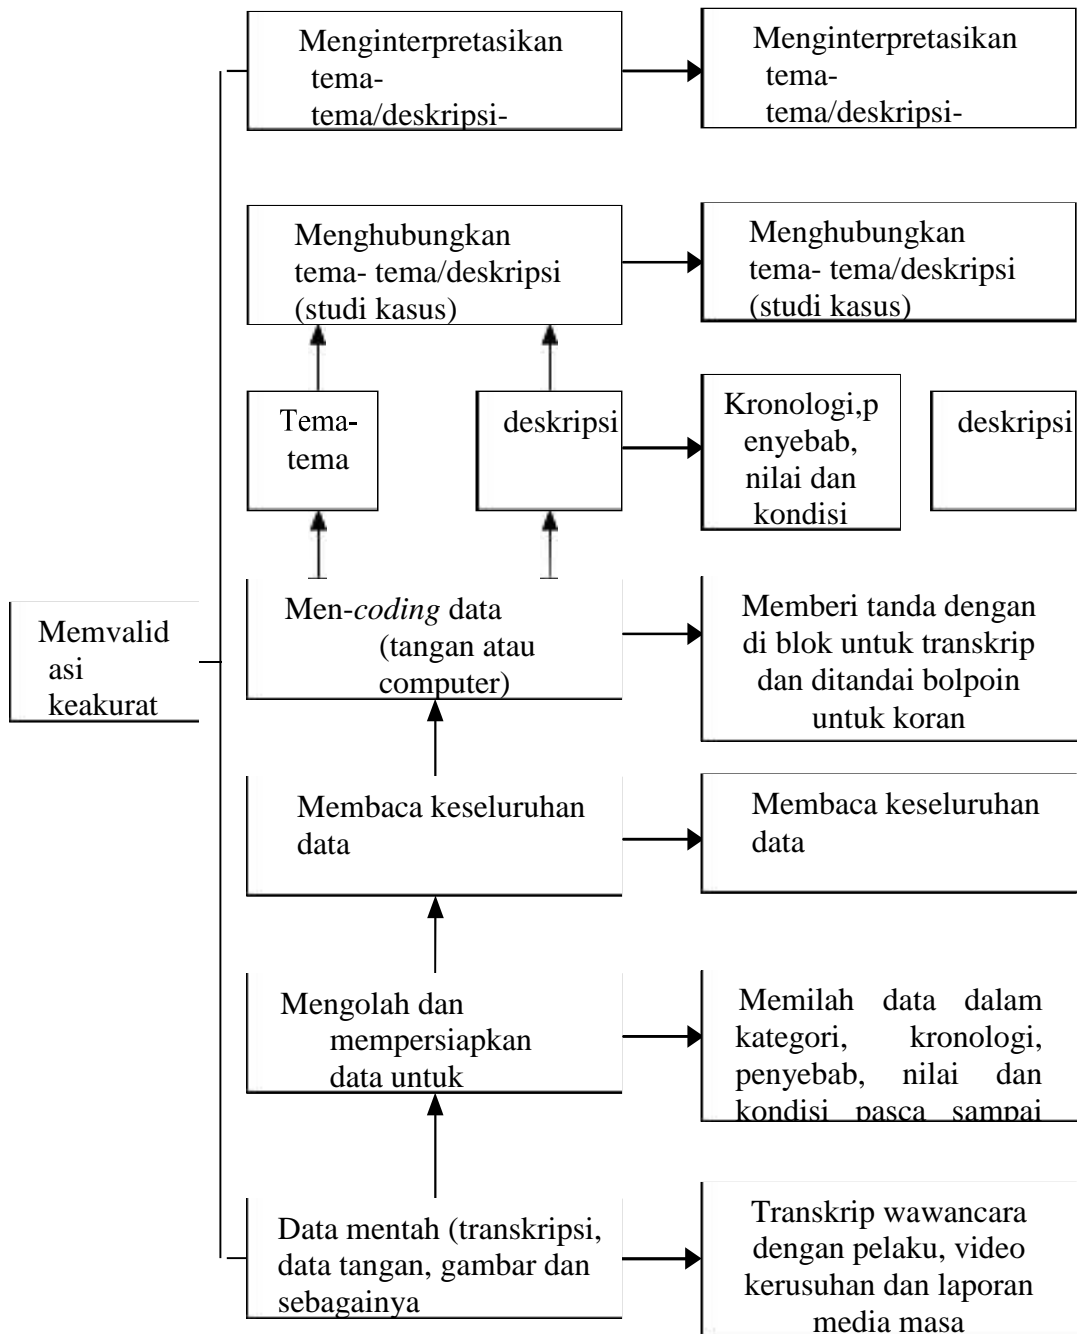 Menginterpretasikan
tema-
tema/deskripsi-
Menginterpretasikan
tema-
tema/deskripsi-
Menghubungkan
tema- tema/deskripsi
(studi kasus)
Menghubungkan
tema- tema/deskripsi
(studi kasus)
Tema-
tema
deskripsi
Kronologi,p
enyebab,
nilai dan
kondisi
deskripsi
Memvalid
asi
keakurat
Men-coding data
(tangan atau
computer)
Memberi tanda dengan
di blok untuk transkrip
dan ditandai bolpoin
untuk koran
Membaca keseluruhan
data
Membaca keseluruhan
data
Mengolah dan
mempersiapkan
data untuk
Memilah data dalam
kategori, kronologi,
penyebab, nilai dan
kondisi pasca sampai
Data mentah (transkripsi,
data tangan, gambar dan
sebagainya
Transkrip wawancara
dengan pelaku, video
kerusuhan dan laporan
media masa